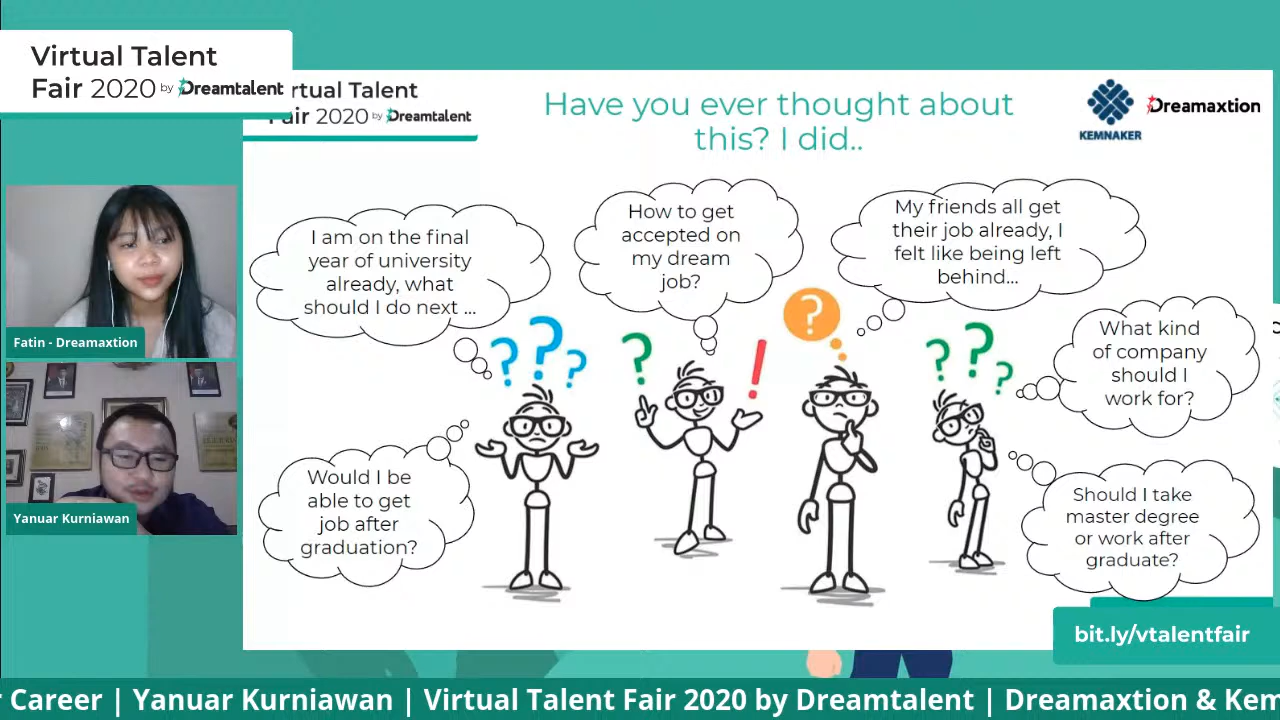 Virtual Talent
Fair 2020 by Dreamtalent
rtual Talent
Fair 2020 by Dreamtalent
Have you ever thought about
this? I did..
KEMNAKER
Dreamaxtion
I am on the final
year of university
already, what
should I do next ...
How to get
accepted on
my dream
job?
My friends all get
their job already, I
felt like being left
behind...
What kind
of company
should I
work for?
Would I be
able to get
job after
graduation?
Should I take
master degree
or work after
graduate?
? ? ?
? !
?
? ? ?
Fatin - Dreamaxtion
Yanuar Kurniawan
bit.ly/vtalentfair
r Career | Yanuar Kurniawan | Virtual Talent Fair 2020 by Dreamtalent | Dreamaxtion & Kem